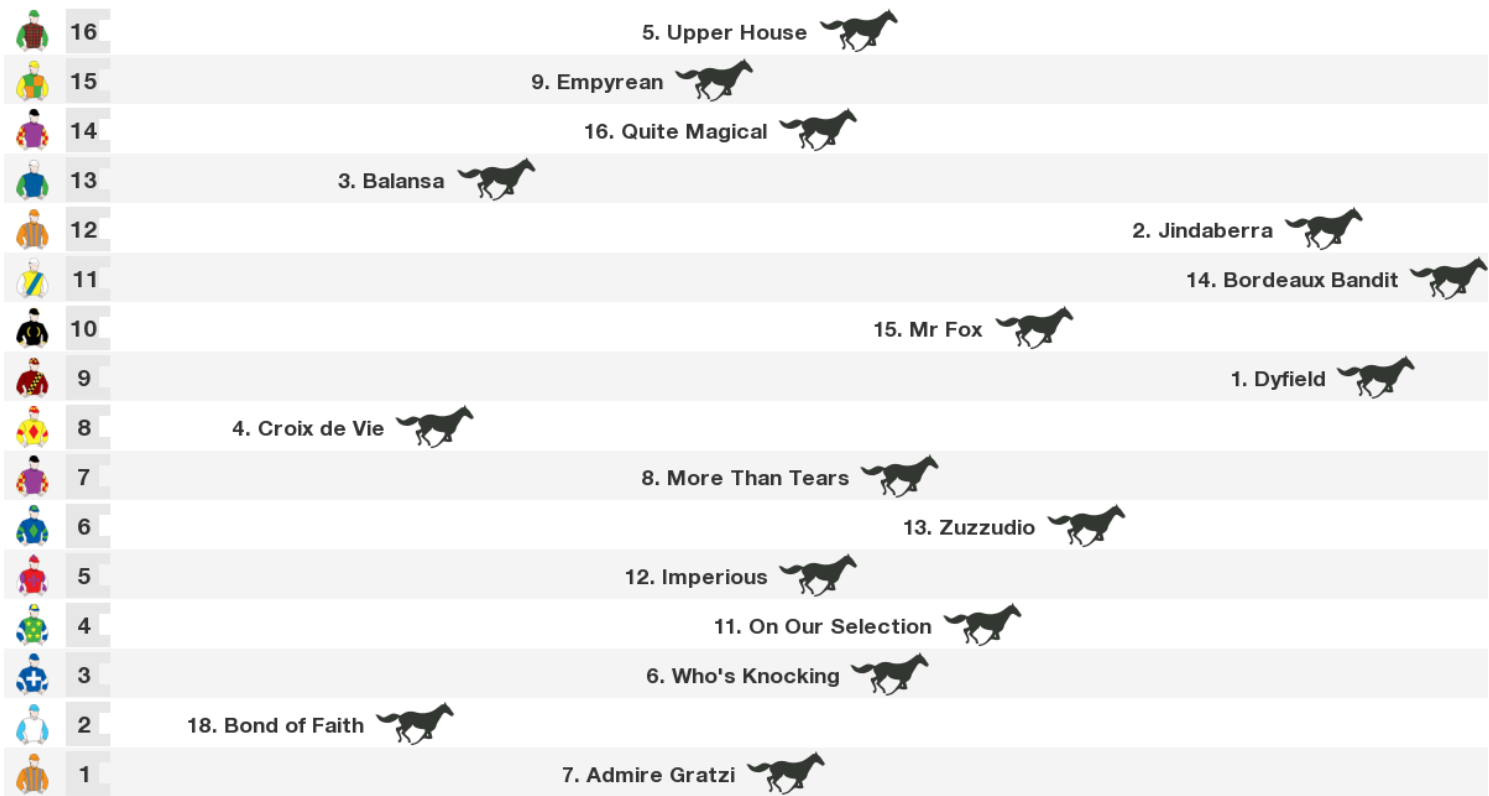 16 5. Upper House
15 9. Empyrean
14 16. Quite Magical
13 3. Balansa
12 2. Jindaberra
11 14. Bordeaux Bandit
10 15. Mr Fox
9 1. Dyfield
8 4. Croix de Vie
7 8. More Than Tears
6 13. Zuzzudio
5 12. Imperious
4 11. On Our Selection
3 6. Who's Knocking
2 18. Bond of Faith
1 7. Admire Gratzi